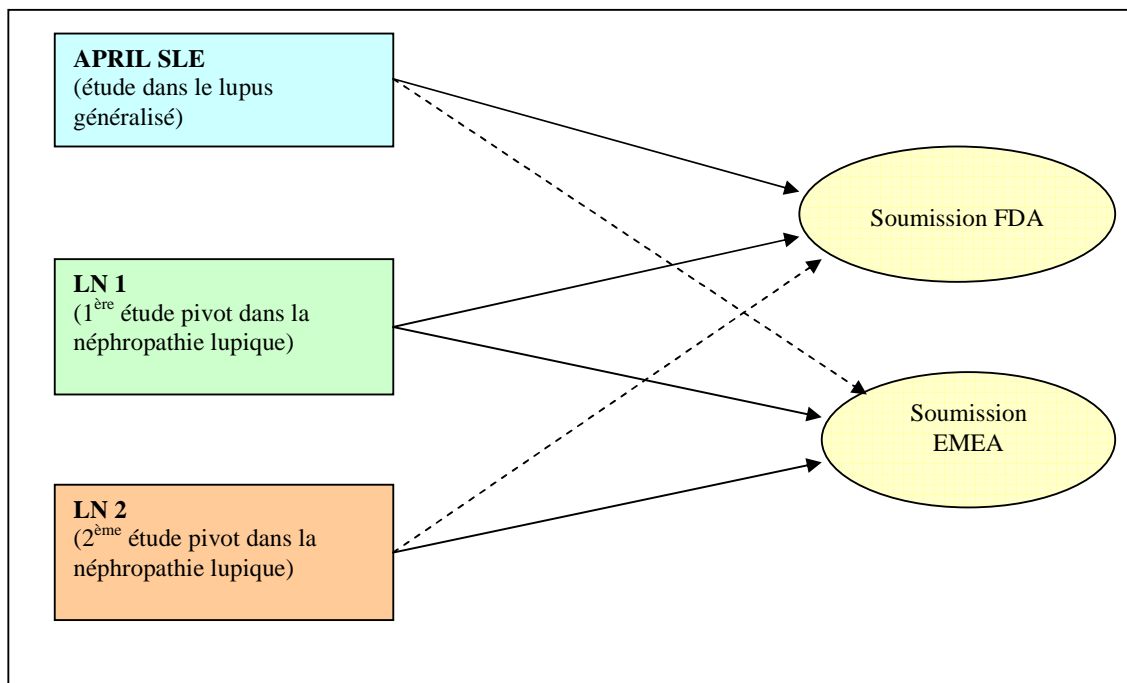 APRIL SLE
(étude dans le lupus
généralisé)
Soumission FDA
LN 1
(1ère étude pivot dans la
néphropathie lupique)
Soumission
EMEA
LN 2
(2ème étude pivot dans la
néphropathie lupique)